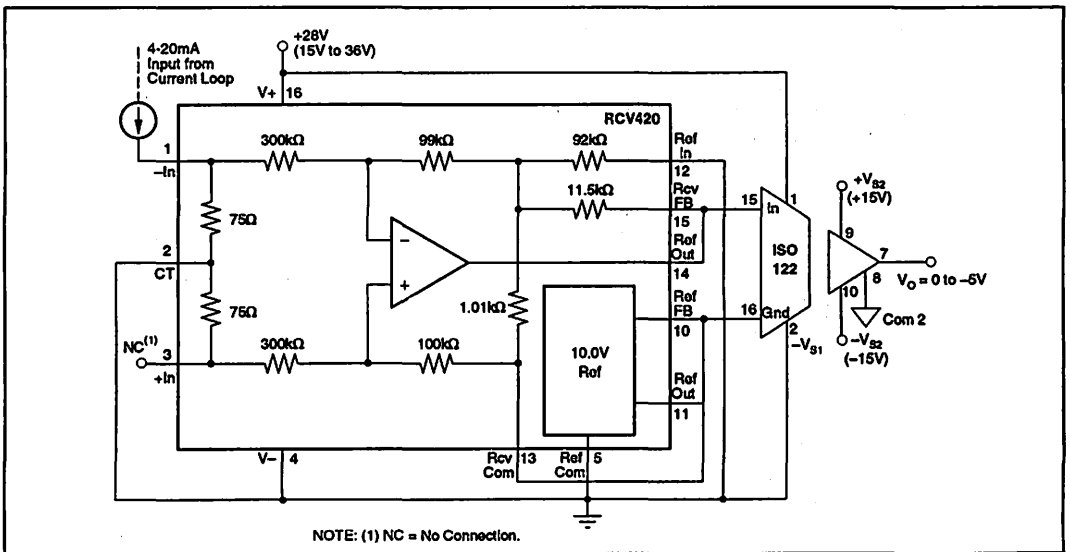 +28V
(15V to 36V)
4-20mA
Input from
Current Loop
V+ 16
RCV420
300kΩ
99kΩ
92kΩ
Ref
In
12
1
–In
11.5kΩ
Rcv
FB
15
75Ω
2
CT
–
+
Ref
Out
14
15
In
1
ISO
122
+VS2
(+15V)
9
7
8
10
VO = 0 to –5V
Com 2
–VS2
(–15V)
1.01kΩ
75Ω
Ref
FB
10
16
Gnd
2
–VS1
NC(1)
3
+In
300kΩ
100kΩ
10.0V
Ref
Ref
Out
11
V– 4
Rcv 13
Com
Ref 5
Com
NOTE: (1) NC = No Connection.